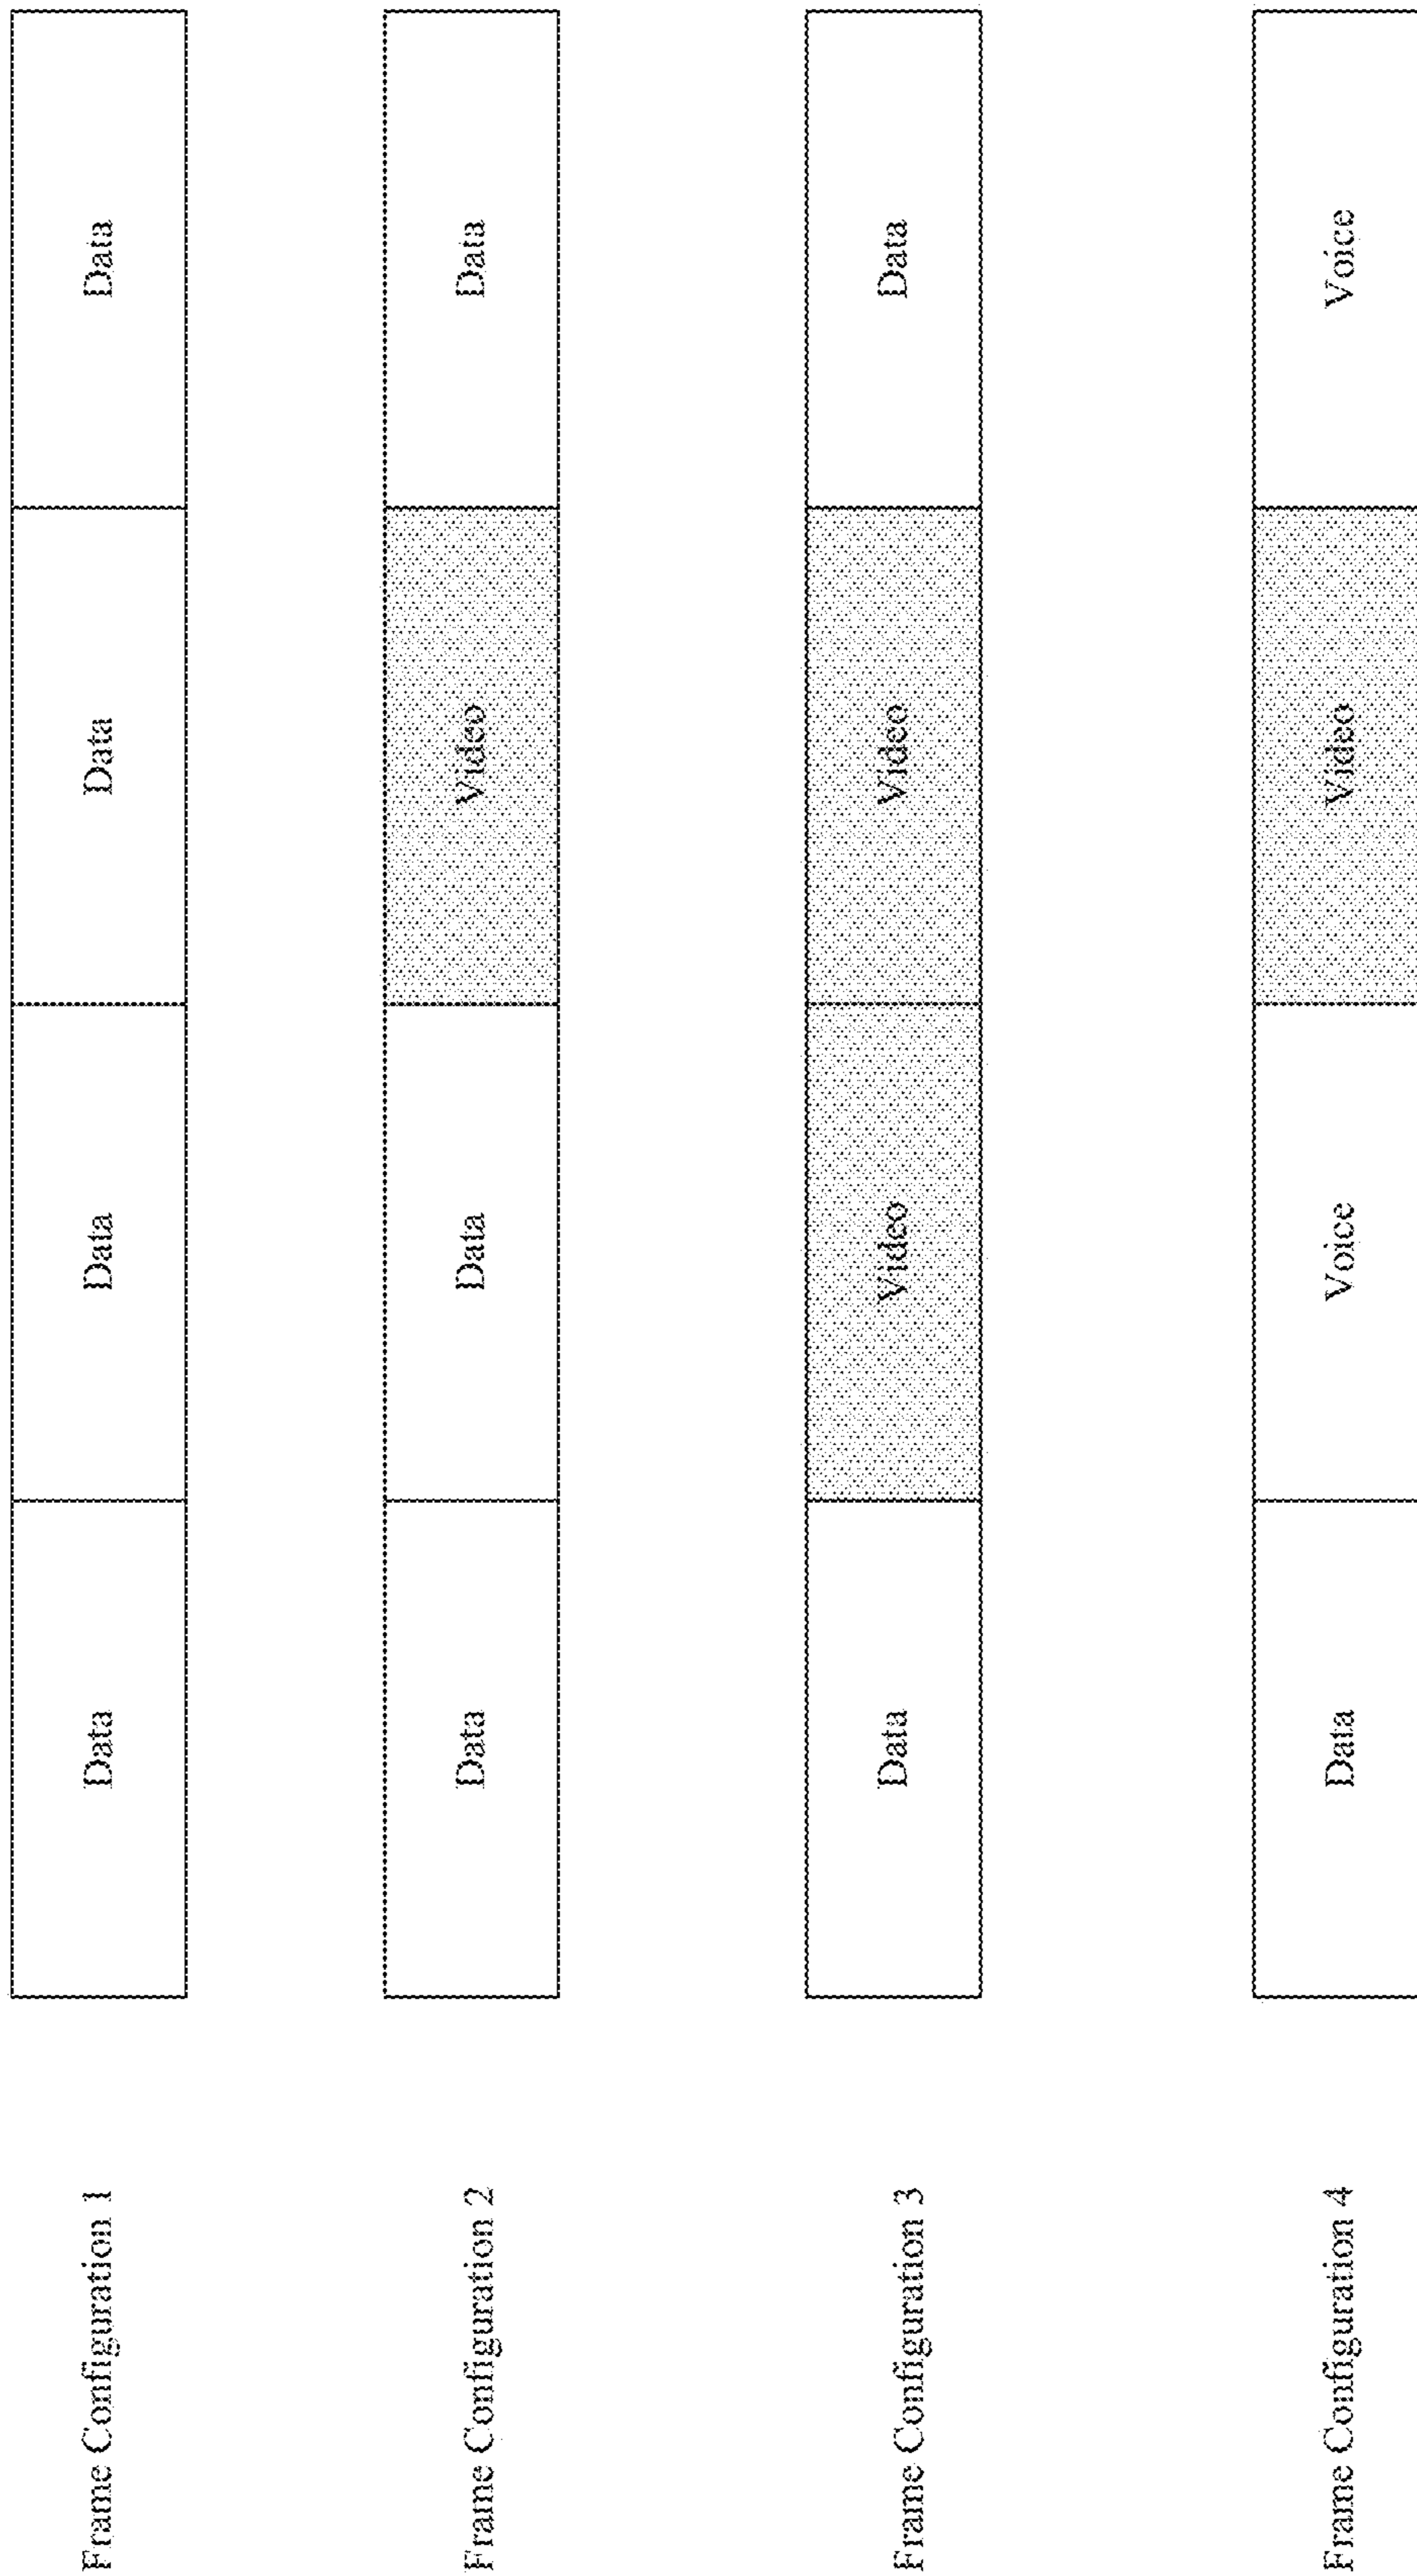 Frame Configuration 1
Data
Data
Data
Data
Frame Configuration 2
Data
Data
Video
Data
Frame Configuration 3
Data
Video
Video
Data
Frame Configuration 4
Data
Voice
Video
Voice